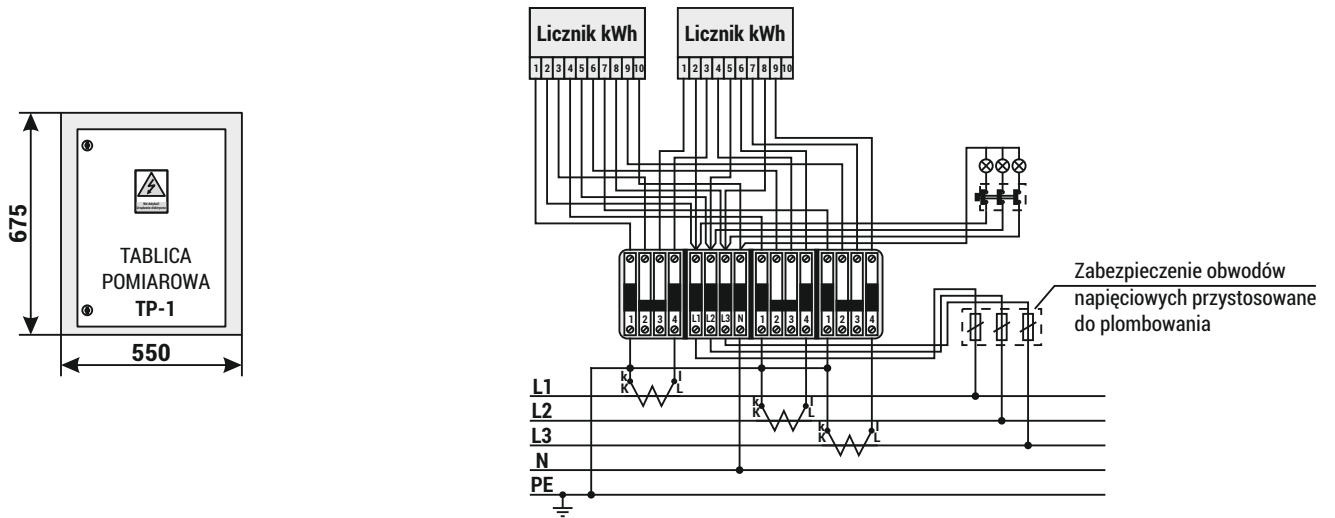 675
TABLICA
POMIAROWA
TP-1
550
Licznik kWh
1 2 3 4 5 6 7 8 9 10
Licznik kWh
1 2 3 4 5 6 7 8 9 10
1 2 3 4 L1 L2 L3 N 1 2 3 4 1 2 3 4
Zabezpieczenie obwodów
napięciowych przystosowane
do plombowania
k l
K L
k l
K L
k l
K L
L1
L2
L3
N
PE